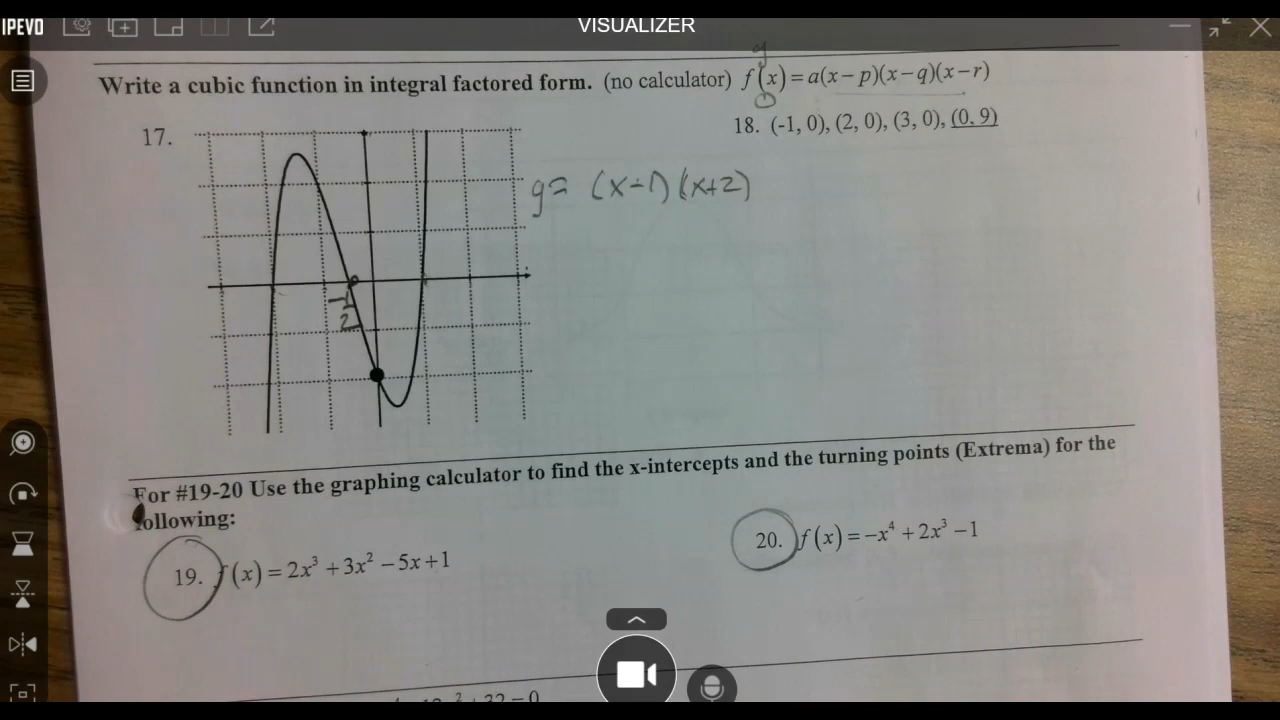 IPEVO
VISUALIZER
Write a cubic function in integral factored form. (no calculator) f(x) = a(x − p)(x − q)(x − r)
y
17.
18. (-1, 0), (2, 0), (3, 0), (0, 9)
y = (x-1)(x+2)
-1/2
For #19-20 Use the graphing calculator to find the x-intercepts and the turning points (Extrema) for the
following:
19. f(x) = 2x³ + 3x² − 5x + 1
20. f(x) = −x⁴ + 2x³ − 1